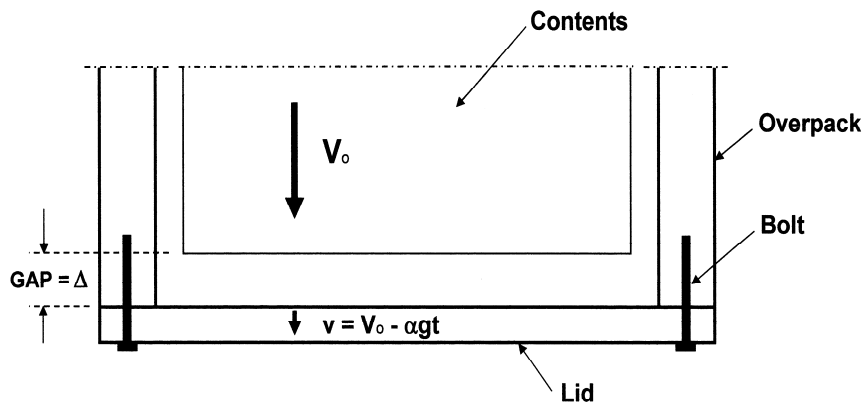 Contents
Overpack
Vo
Bolt
GAP = Δ
v = Vo - αgt
Lid